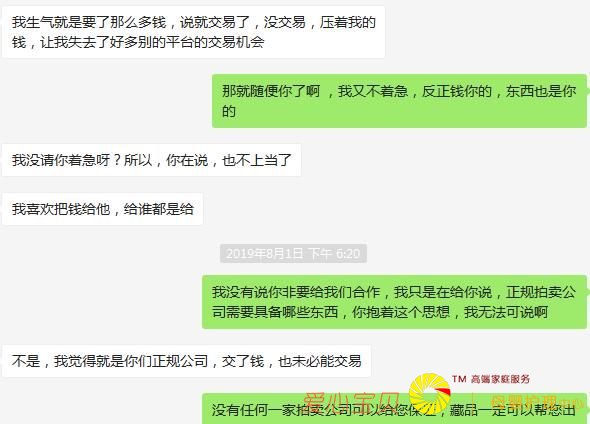 我生气就是要了那么多钱，说就交易了，没交易，压着我的
钱，让我失去了好多别的平台的交易机会
那就随便你了啊 ，我又不着急，反正钱你的，东西也是你
的
我没请你着急呀？所以，你在说，也不上当了
我喜欢把钱给他，给谁都是给
2019年8月1日 下午 6:20
我没有说你非要给我们合作，我只是在给你说，正规拍卖公
司需要具备哪些东西，你抱着这个思想，我无法可说啊
不是，我觉得就是你们正规公司，交了钱，也未必能交易
TM 高端家庭服务
爱心宝贝 母婴护理中心
没有任何一家拍卖公司可以给您保证，藏品一定可以帮您出